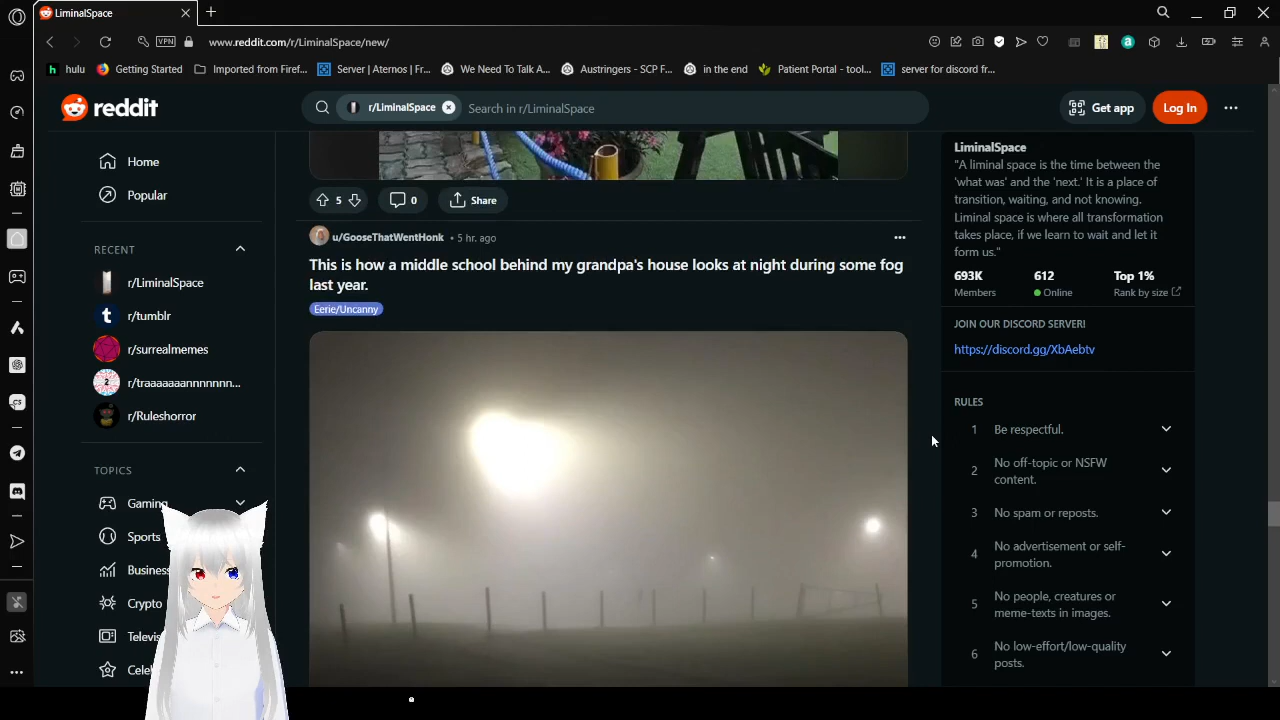 LiminalSpace
www.reddit.com/r/LiminalSpace/new/
VPN
hulu
Getting Started
Imported from Firef...
Server | Aternos | Fr...
We Need To Talk A...
Austringers - SCP F...
in the end
Patient Portal - tool...
server for discord fr...
reddit
r/LiminalSpace
Search in r/LiminalSpace
Get app
Log In
Home
Popular
RECENT
r/LiminalSpace
r/tumblr
r/surrealmemes
r/traaaaaaannnnnnn...
r/Ruleshorror
TOPICS
Gaming
Sports
Busines
Crypto
Televis
Celeb
5
0
Share
u/GooseThatWentHonk • 5 hr. ago
This is how a middle school behind my grandpa's house looks at night during some fog
last year.
Eerie/Uncanny
LiminalSpace
"A liminal space is the time between the
'what was' and the 'next.' It is a place of
transition, waiting, and not knowing.
Liminal space is where all transformation
takes place, if we learn to wait and let it
form us."
693K 612 Top 1%
Members Online Rank by size
JOIN OUR DISCORD SERVER!
https://discord.gg/XbAebtv
RULES
1 Be respectful.
2 No off-topic or NSFW
content.
3 No spam or reposts.
4 No advertisement or self-
promotion.
5 No people, creatures or
meme-texts in images.
6 No low-effort/low-quality
posts.